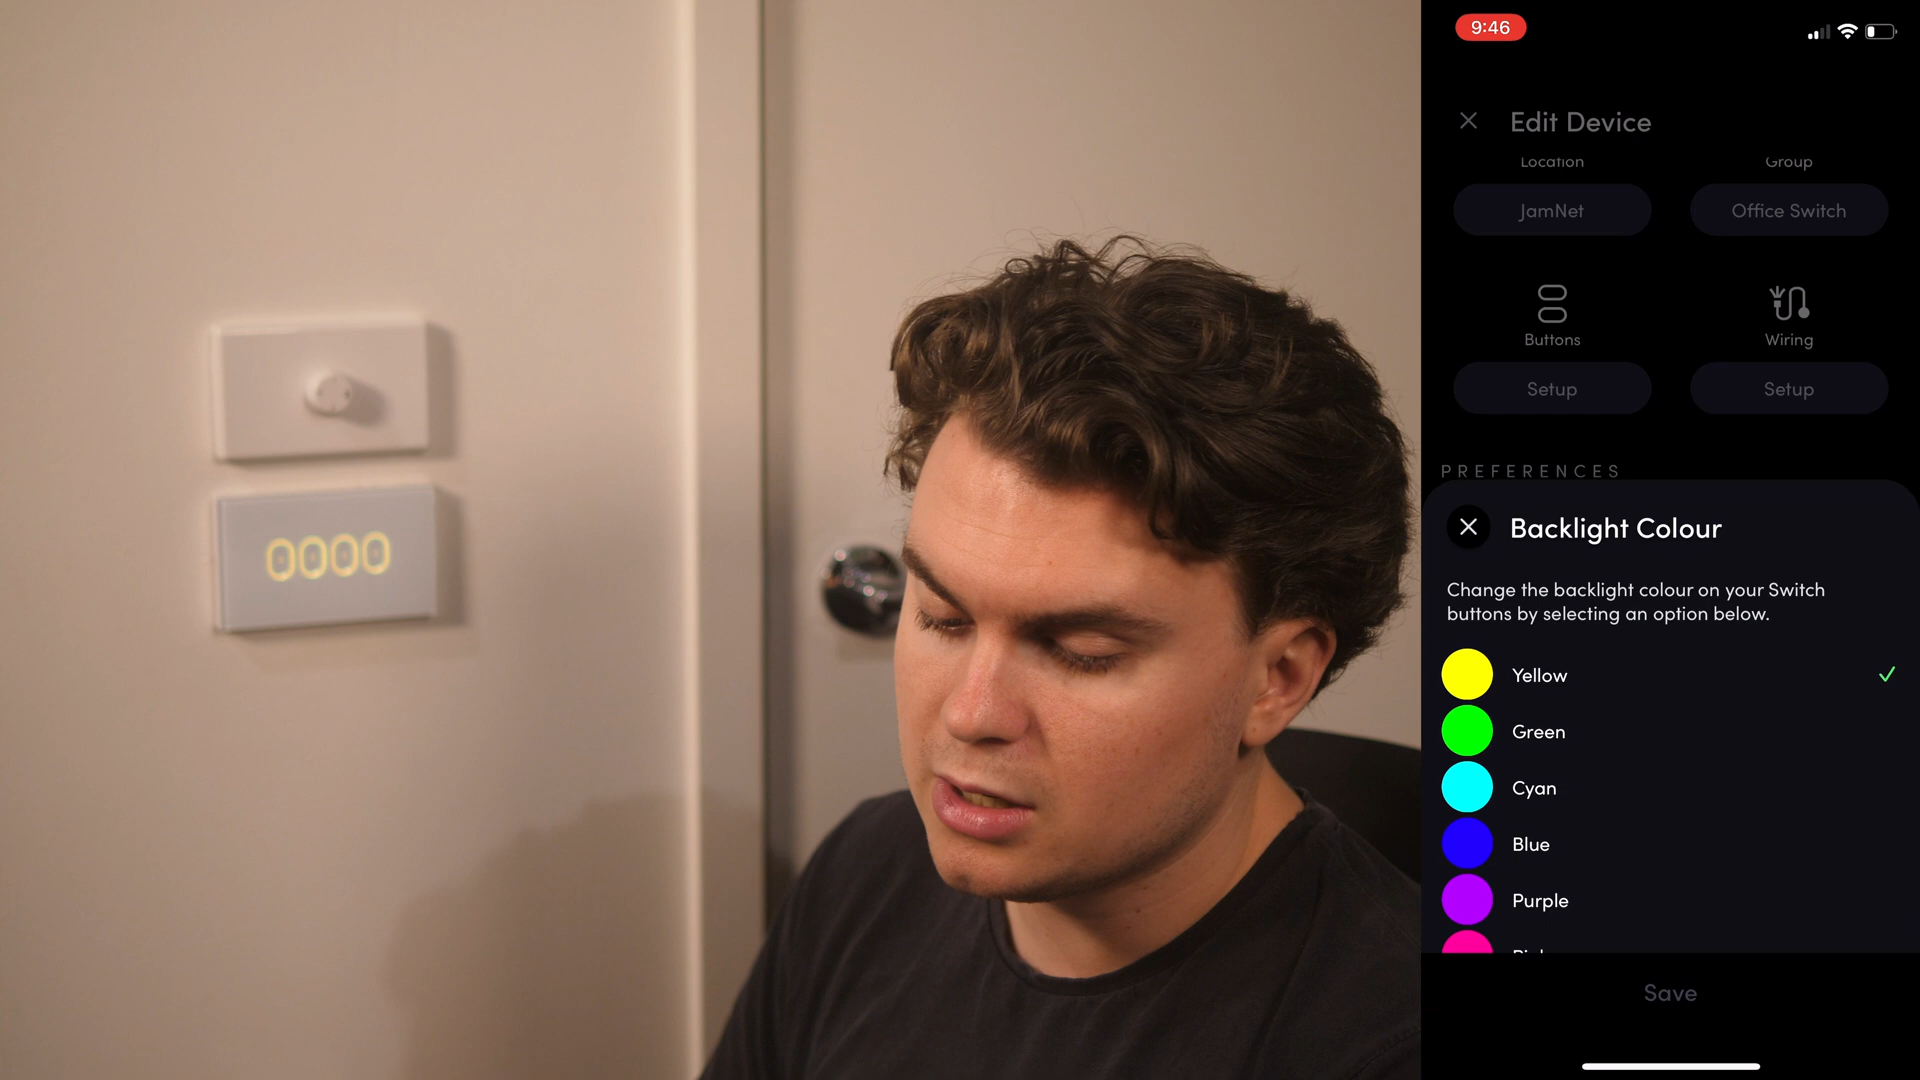 9:46
Edit Device
Location
Group
JamNet
Office Switch
Buttons
Wiring
Setup
Setup
PREFERENCES
Backlight Colour
Change the backlight colour on your Switch
buttons by selecting an option below.
Yellow
Green
Cyan
Blue
Purple
Save